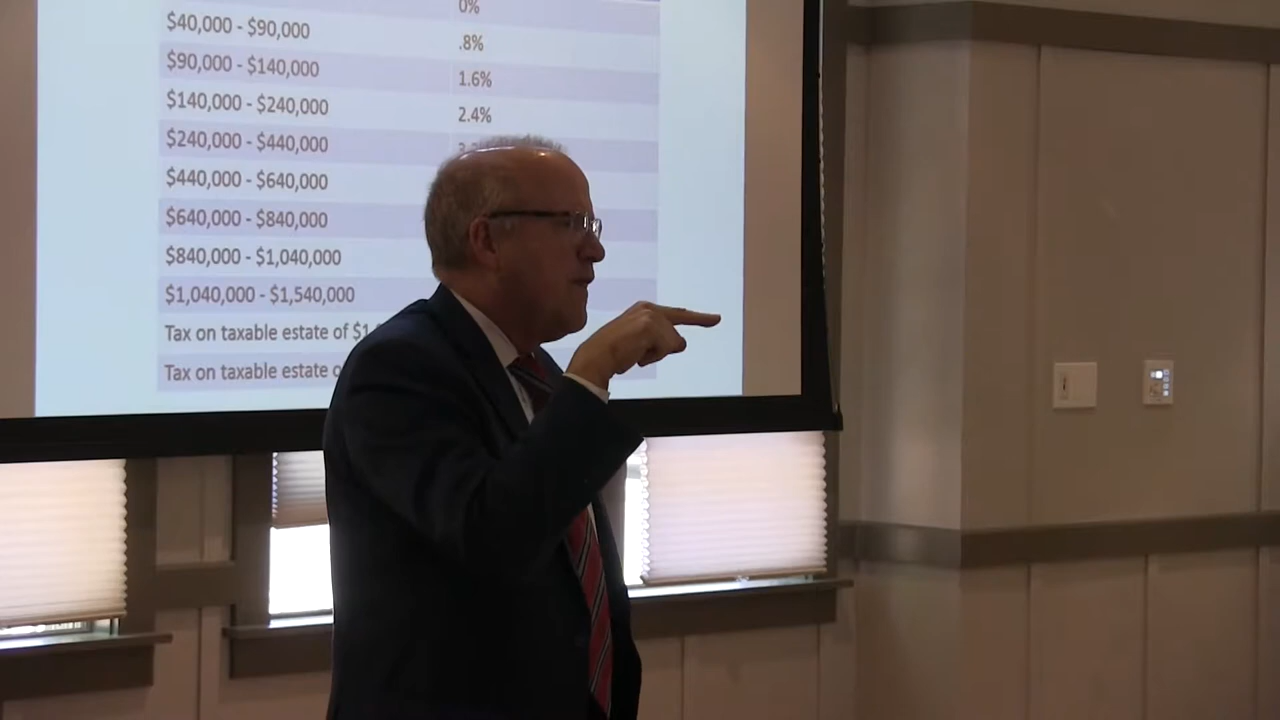 0%
$40,000 - $90,000 .8%
$90,000 - $140,000 1.6%
$140,000 - $240,000 2.4%
$240,000 - $440,000
$440,000 - $640,000
$640,000 - $840,000
$840,000 - $1,040,000
$1,040,000 - $1,540,000
Tax on taxable estate of
Tax on taxable estate